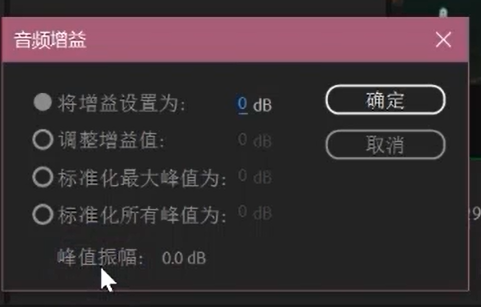 音频增益
将增益设置为: 0 dB
确定
调整增益值: 0 dB
取消
标准化最大峰值为: 0 dB
标准化所有峰值为: 0 dB
29
峰值振幅: 0.0 dB